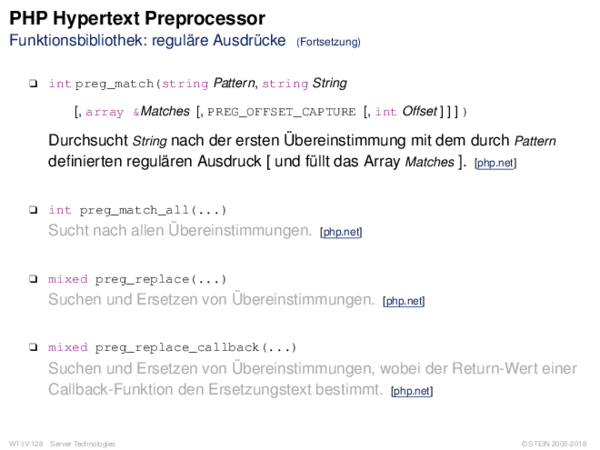 PHP Hypertext Preprocessor
Funktionsbibliothek: reguläre Ausdrücke (Fortsetzung)
❑ int preg_match(string Pattern, string String
[, array &Matches [, PREG_OFFSET_CAPTURE [, int Offset ] ] ] )
Durchsucht String nach der ersten Übereinstimmung mit dem durch Pattern
definierten regulären Ausdruck [ und füllt das Array Matches ]. [php.net]
❑ int preg_match_all(...)
Sucht nach allen Übereinstimmungen. [php.net]
❑ mixed preg_replace(...)
Suchen und Ersetzen von Übereinstimmungen. [php.net]
❑ mixed preg_replace_callback(...)
Suchen und Ersetzen von Übereinstimmungen, wobei der Return-Wert einer
Callback-Funktion den Ersetzungstext bestimmt. [php.net]
WT:IV-128 Server Technologies © STEIN 2005-2018